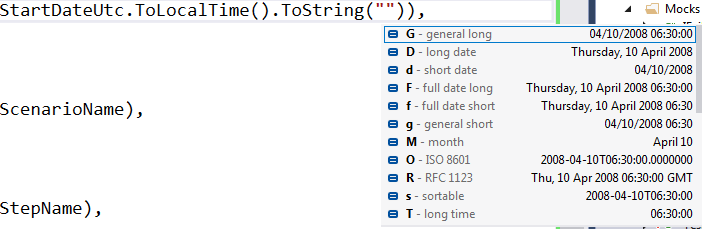 StartDateUtc.ToLocalTime().ToString("")),
Mocks
G - general long 04/10/2008 06:30:00
D - long date Thursday, 10 April 2008
d - short date 04/10/2008
F - full date long Thursday, 10 April 2008 06:30:00
f - full date short Thursday, 10 April 2008 06:30
g - general short 04/10/2008 06:30
M - month April 10
O - ISO 8601 2008-04-10T06:30:00.0000000
R - RFC 1123 Thu, 10 Apr 2008 06:30:00 GMT
s - sortable 2008-04-10T06:30:00
T - long time 06:30:00
ScenarioName),
StepName),